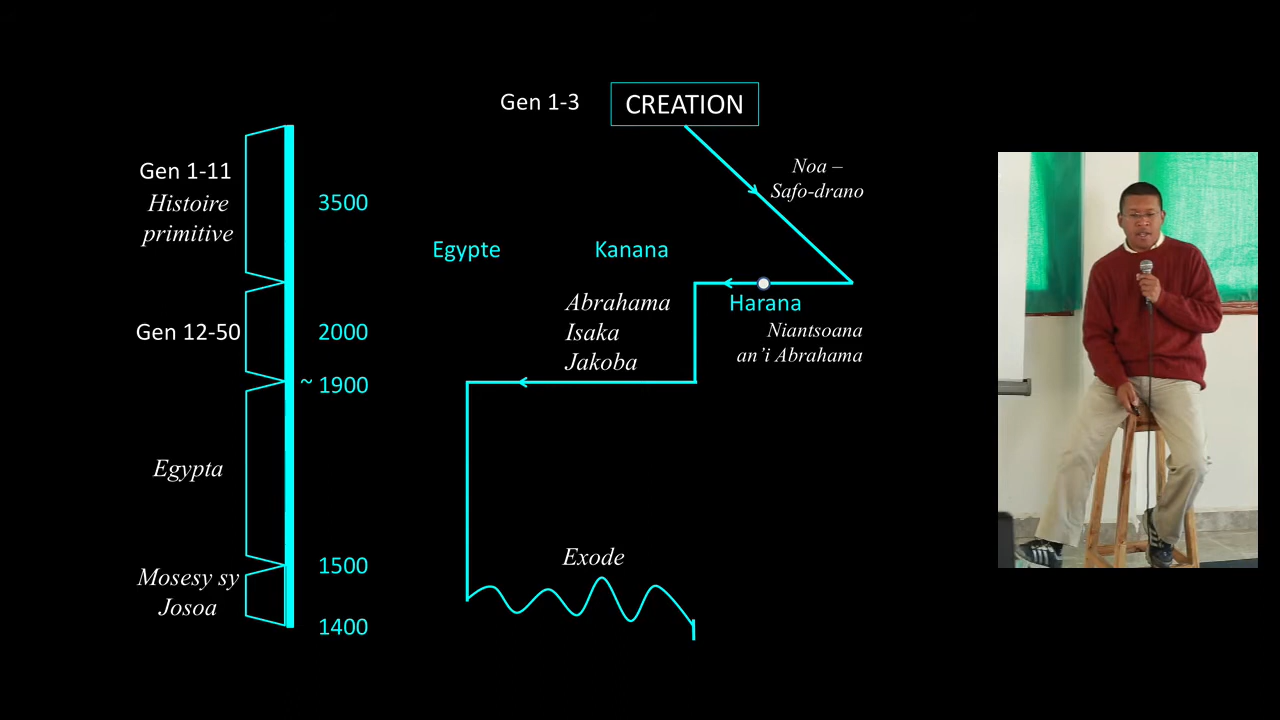 Gen 1-3
CREATION
Noa –
Safo-drano
Gen 1-11
Histoire
primitive
3500
Egypte
Kanana
Abrahama
Isaka
Jakoba
Harana
Niantsoana
an’i Abrahama
Gen 12-50
2000
~ 1900
Egypta
1500
Exode
Mosesy sy
Josoa
1400